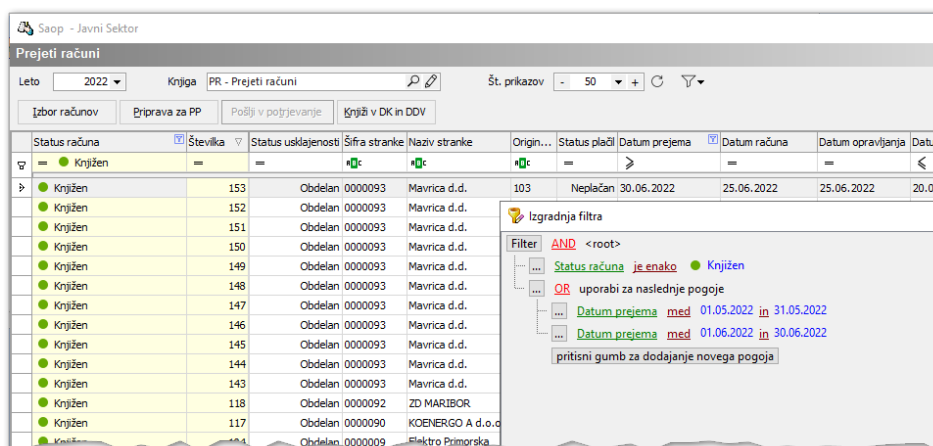 Saop - Javni Sektor
Prejeti računi
Leto 2022 Knjiga PR - Prejeti računi Št. prikazov - 50 +
Izbor računov Priprava za PP Pošlji v potrjevanje Knjiži v DK in DDV
Status računa Številka Status usklajenosti Šifra stranke Naziv stranke Origin... Status plačil Datum prejema Datum računa Datum opravljanja
= Knjižen = = = ⩾ = = ⩽
Knjižen 153 Obdelan 0000093 Mavrica d.d. 103 Neplačan 30.06.2022 25.06.2022 25.06.2022 20.0
Knjižen 152 Obdelan 0000093 Mavrica d.d.
Knjižen 151 Obdelan 0000093 Mavrica d.d.
Knjižen 150 Obdelan 0000093 Mavrica d.d.
Knjižen 149 Obdelan 0000093 Mavrica d.d.
Knjižen 148 Obdelan 0000093 Mavrica d.d.
Knjižen 147 Obdelan 0000093 Mavrica d.d.
Knjižen 146 Obdelan 0000093 Mavrica d.d.
Knjižen 145 Obdelan 0000093 Mavrica d.d.
Knjižen 144 Obdelan 0000093 Mavrica d.d.
Knjižen 143 Obdelan 0000093 Mavrica d.d.
Knjižen 118 Obdelan 0000092 ZD MARIBOR
Knjižen 117 Obdelan 0000090 KOENERGO A d.o.o
Obdelan 0000009 Elektro Primorska
Izgradnja filtra
Filter AND <root>
... Status računa je enako Knjižen
... OR uporabi za naslednje pogoje
... Datum prejema med 01.05.2022 in 31.05.2022
... Datum prejema med 01.06.2022 in 30.06.2022
pritisni gumb za dodajanje novega pogoja